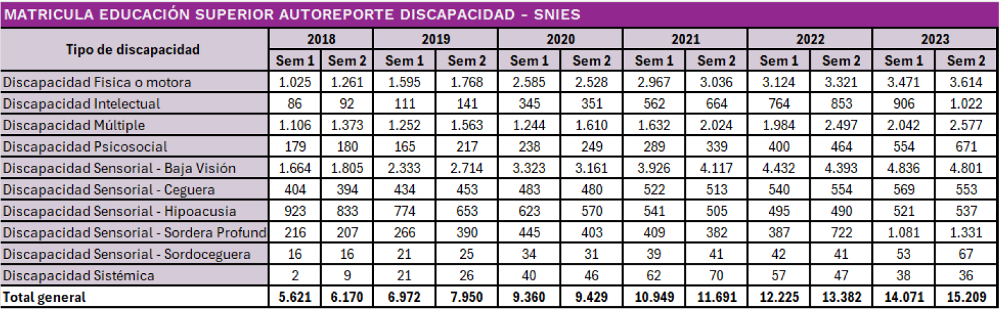 MATRICULA EDUCACIÓN SUPERIOR AUTOREPORTE DISCAPACIDAD - SNIES
Tipo de discapacidad 2018 2019 2020 2021 2022 2023
Sem 1 Sem 2 Sem 1 Sem 2 Sem 1 Sem 2 Sem 1 Sem 2 Sem 1 Sem 2 Sem 1 Sem 2
Discapacidad Fisica o motora 1.025 1.261 1.595 1.768 2.585 2.528 2.967 3.036 3.124 3.321 3.471 3.614
Discapacidad Intelectual 86 92 111 141 345 351 562 664 764 853 906 1.022
Discapacidad Múltiple 1.106 1.373 1.252 1.563 1.244 1.610 1.632 2.024 1.984 2.497 2.042 2.577
Discapacidad Psicosocial 179 180 165 217 238 249 289 339 400 464 554 671
Discapacidad Sensorial - Baja Visión 1.664 1.805 2.333 2.714 3.323 3.161 3.926 4.117 4.432 4.393 4.836 4.801
Discapacidad Sensorial - Ceguera 404 394 434 453 483 480 522 513 540 554 569 553
Discapacidad Sensorial - Hipoacusia 923 833 774 653 623 570 541 505 495 490 521 537
Discapacidad Sensorial - Sordera Profund 216 207 266 390 445 403 409 382 387 722 1.081 1.331
Discapacidad Sensorial - Sordoceguera 16 16 21 25 34 31 39 41 42 41 53 67
Discapacidad Sistémica 2 9 21 26 40 46 62 70 57 47 38 36
Total general 5.621 6.170 6.972 7.950 9.360 9.429 10.949 11.691 12.225 13.382 14.071 15.209